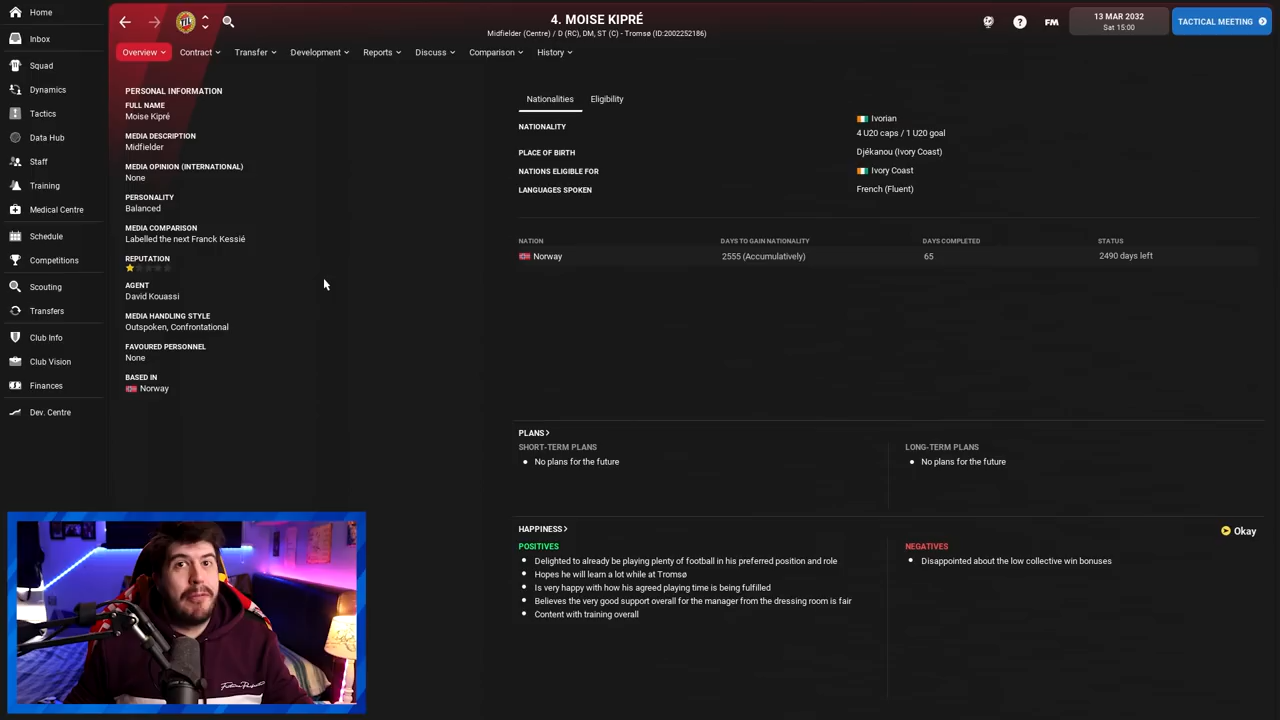 Home
Inbox
Squad
Dynamics
Tactics
Data Hub
Staff
Training
Medical Centre
Schedule
Competitions
Scouting
Transfers
Club Info
Club Vision
Finances
Dev. Centre
TIL
4. MOISE KIPRÉ
Midfielder (Centre) / D (RC), DM, ST (C) - Tromsø (ID:2002252186)
?
FM
13 MAR 2032
Sat 15:00
TACTICAL MEETING
Overview
Contract
Transfer
Development
Reports
Discuss
Comparison
History
PERSONAL INFORMATION
FULL NAME
Moise Kipré
MEDIA DESCRIPTION
Midfielder
MEDIA OPINION (INTERNATIONAL)
None
PERSONALITY
Balanced
MEDIA COMPARISON
Labelled the next Franck Kessié
REPUTATION
AGENT
David Kouassi
MEDIA HANDLING STYLE
Outspoken, Confrontational
FAVOURED PERSONNEL
None
BASED IN
Norway
Nationalities Eligibility
NATIONALITY
Ivorian
4 U20 caps / 1 U20 goal
PLACE OF BIRTH
Djékanou (Ivory Coast)
NATIONS ELIGIBLE FOR
Ivory Coast
LANGUAGES SPOKEN
French (Fluent)
NATION DAYS TO GAIN NATIONALITY DAYS COMPLETED STATUS
Norway 2555 (Accumulatively) 65 2490 days left
PLANS
SHORT-TERM PLANS
No plans for the future
LONG-TERM PLANS
No plans for the future
HAPPINESS
Okay
POSITIVES
Delighted to already be playing plenty of football in his preferred position and role
Hopes he will learn a lot while at Tromsø
Is very happy with how his agreed playing time is being fulfilled
Believes the very good support overall for the manager from the dressing room is fair
Content with training overall
NEGATIVES
Disappointed about the low collective win bonuses